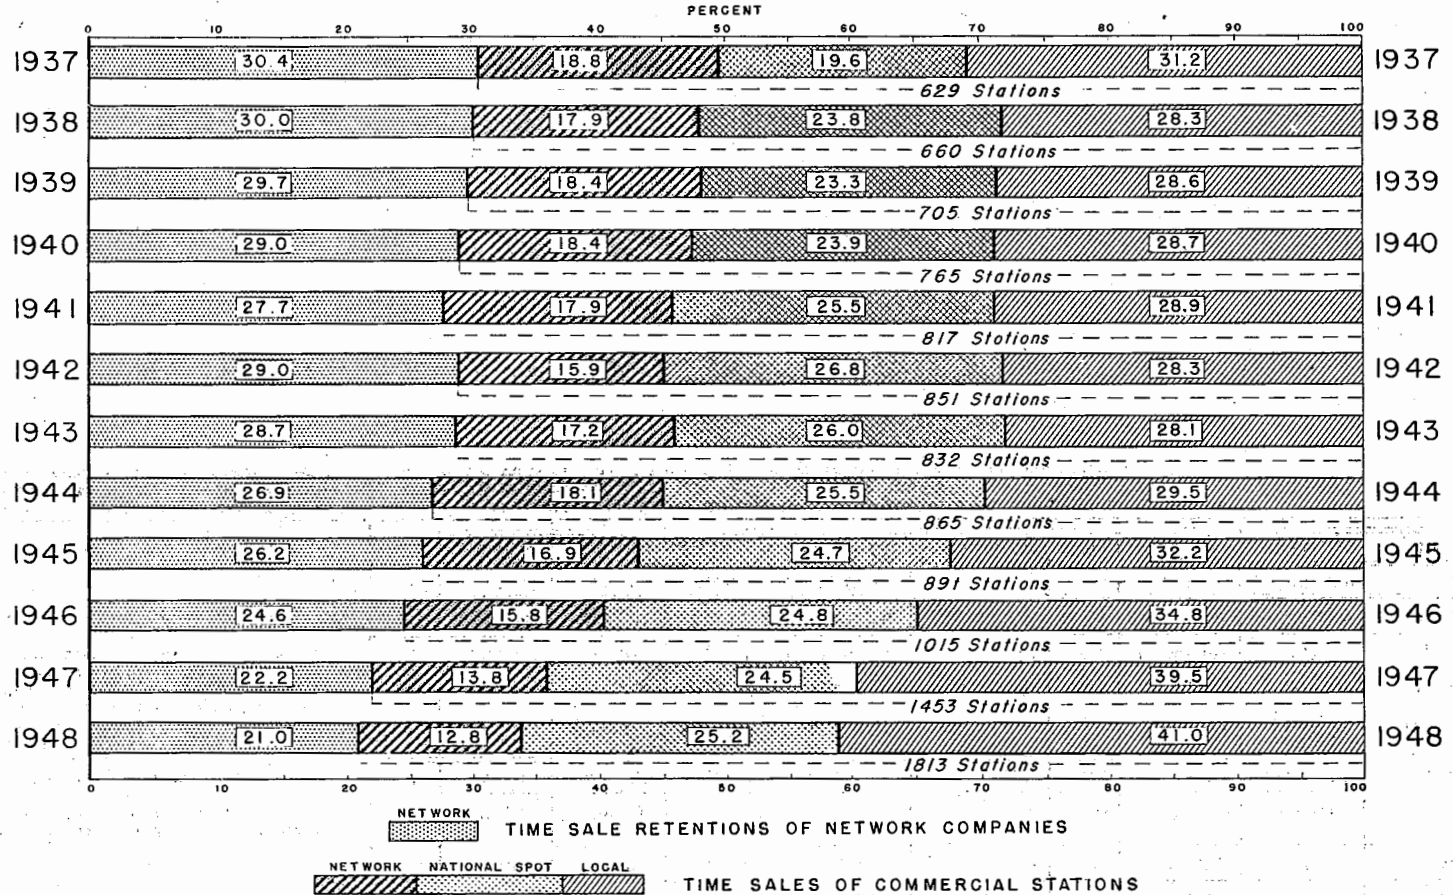 PERCENT
0 10 20 30 40 50 60 70 80 90 100
1937 30.4 18.8 19.6 31.2 1937
629 Stations
1938 30.0 17.9 23.8 28.3 1938
660 Stations
1939 29.7 18.4 23.3 28.6 1939
705 Stations
1940 29.0 18.4 23.9 28.7 1940
765 Stations
1941 27.7 17.9 25.5 28.9 1941
817 Stations
1942 29.0 15.9 26.8 28.3 1942
851 Stations
1943 28.7 17.2 26.0 28.1 1943
832 Stations
1944 26.9 18.1 25.5 29.5 1944
865 Stations
1945 26.2 16.9 24.7 32.2 1945
891 Stations
1946 24.6 15.8 24.8 34.8 1946
1015 Stations
1947 22.2 13.8 24.5 39.5 1947
1453 Stations
1948 21.0 12.8 25.2 41.0 1948
1813 Stations
0 10 20 30 40 50 60 70 80 90 100
NETWORK
TIME SALE RETENTIONS OF NETWORK COMPANIES
NETWORK NATIONAL SPOT LOCAL
TIME SALES OF COMMERCIAL STATIONS